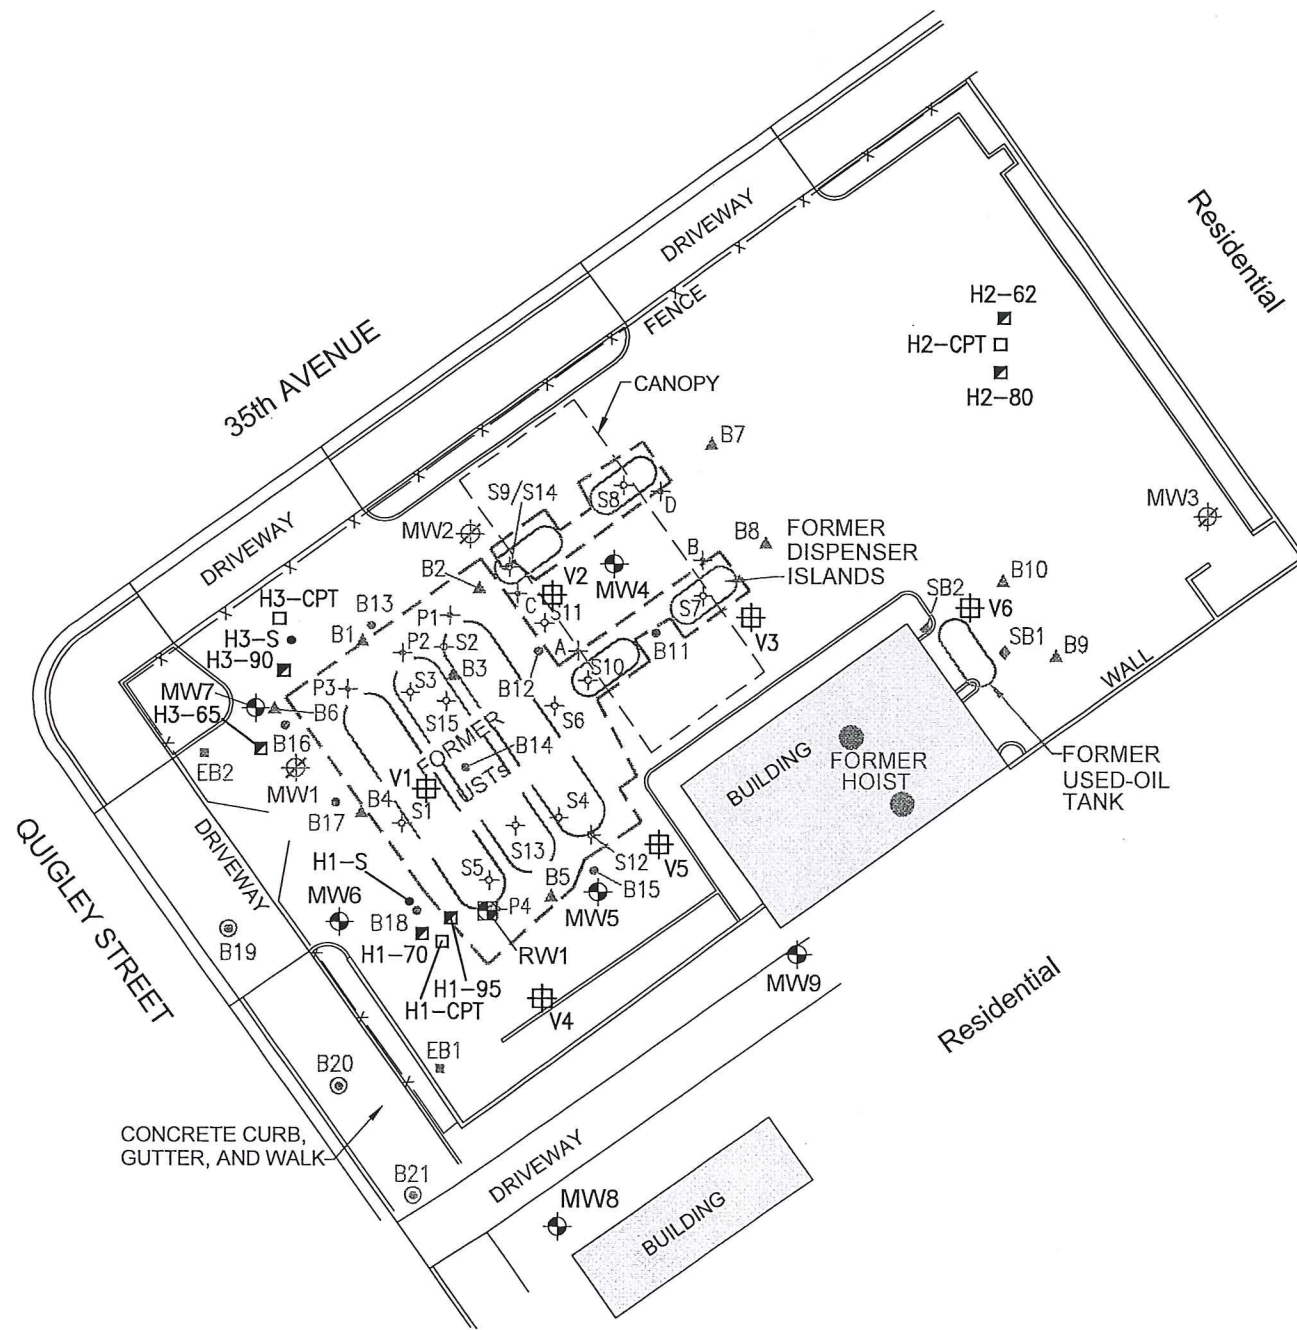 DRIVEWAY
Residential
H2-62
H2-CPT
H2-80
FENCE
35th AVENUE
CANOPY
B7
S8
S9/S14
D
MW3
MW2
DRIVEWAY
B8
FORMER
DISPENSER
ISLANDS
B
B2
V2
MW4
C
S11
S7
V3
B10
SB2
V6
H3-CPT
B13
P1
H3-S
B1
P2
S2
A
B11
SB1
B9
H3-90
B3
B12
S10
WALL
P3
S3
MW7
H3-65
B6
S15
S6
B16
FORMER
USTs
B14
BUILDING
FORMER
HOIST
FORMER
USED-OIL
TANK
EB2
MW1
V1
B17
B4
S1
S4
S13
S12
V5
QUIGLEY STREET
DRIVEWAY
H1-S
S5
B5
B15
MW6
B18
P4
MW5
B19
H1-70
RW1
H1-95
H1-CPT
MW9
Residential
V4
EB1
B20
CONCRETE CURB,
GUTTER, AND WALK
B21
DRIVEWAY
MW8
BUILDING